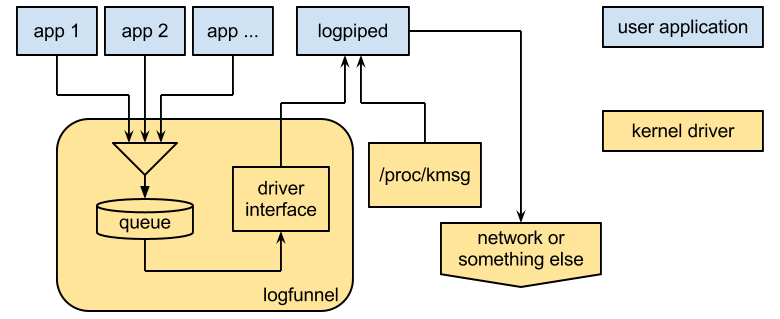 app 1
app 2
app ...
logpiped
user application
kernel driver
/proc/kmsg
driver
interface
queue
network or
something else
logfunnel